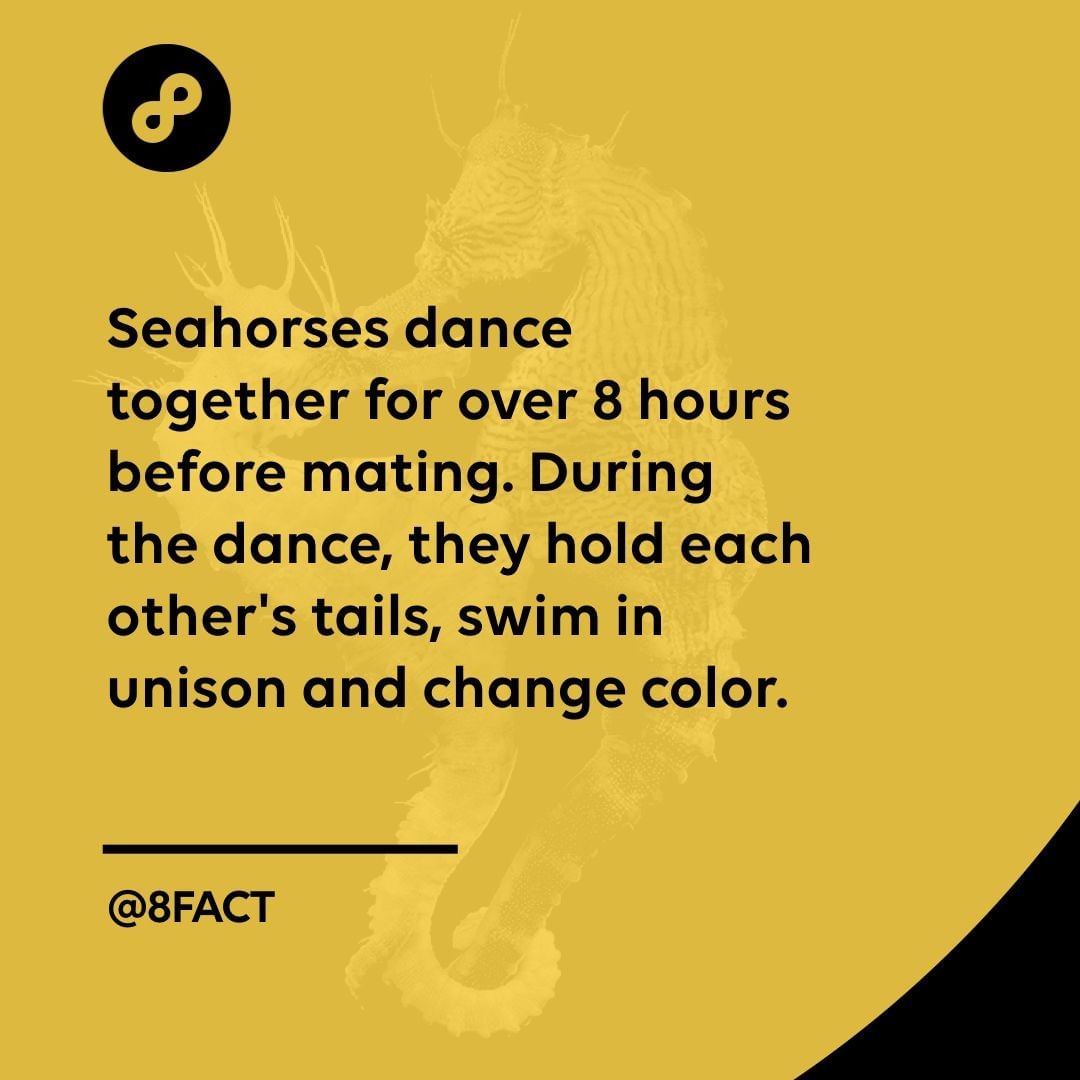 Seahorses dance
together for over 8 hours
before mating. During
the dance, they hold each
other's tails, swim in
unison and change color.
@8FACT